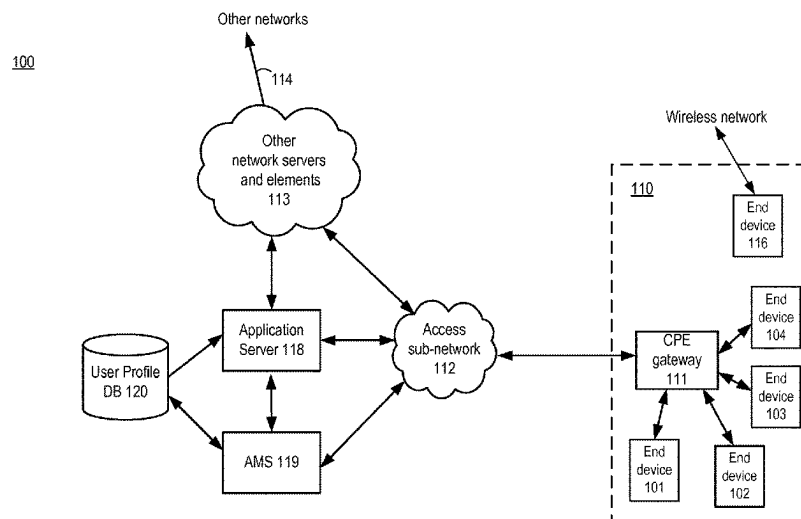 Other networks
100
114
Wireless network
Other
network servers
and elements
113
110
End
device
116
Application
Server 118
Access
sub-network
112
CPE
gateway
111
End
device
104
User Profile
DB 120
End
device
103
AMS 119
End
device
101
End
device
102